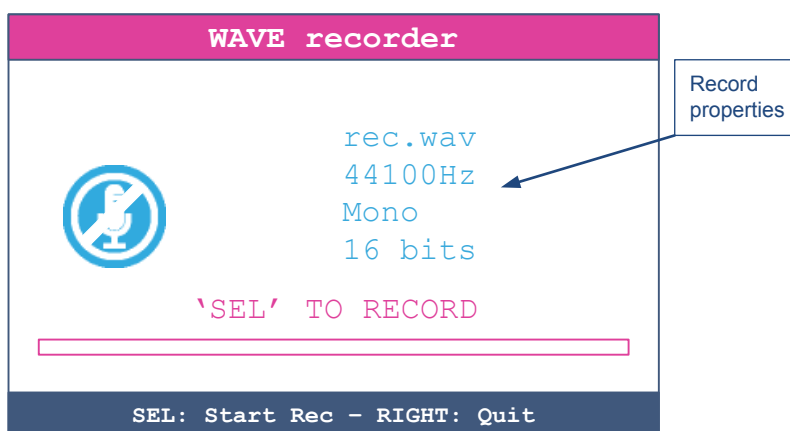 WAVE recorder
Record
properties
rec.wav
44100Hz
Mono
16 bits
‘SEL’ TO RECORD
SEL: Start Rec – RIGHT: Quit